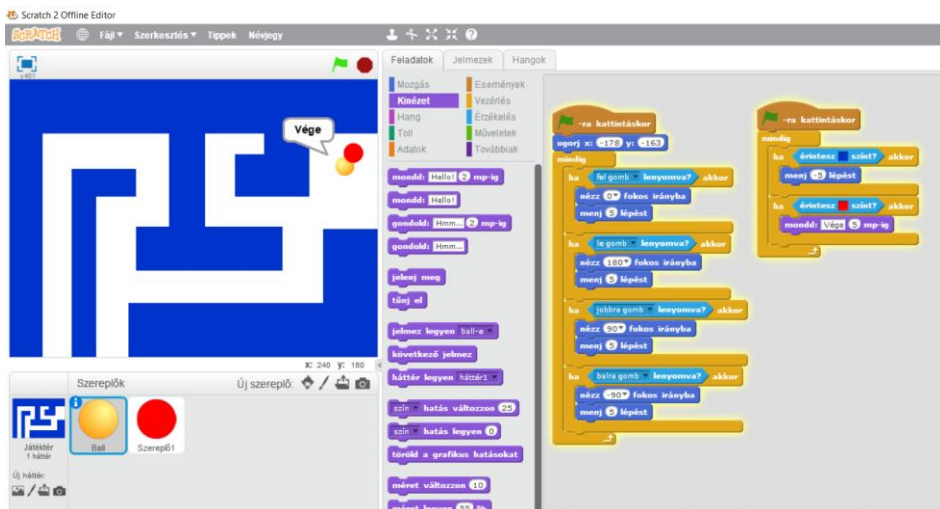 Scratch 2 Offline Editor
SCRATCH Fájl Szerkesztés Tippek Névjegy
v461
Vége
X: 240 y: 180
Szereplők
Új szereplő:
Játéktér
1 háttér
Új háttér:
Ball
Szereplő1
Feladatok Jelmezek Hangok
Mozgás Események
Kinézet Vezérlés
Hang Érzékelés
Toll Műveletek
Adatok Továbbiak
mondd: Hello! 2 mp-ig
mondd: Hello!
gondold: Hmm... 2 mp-ig
gondold: Hmm...
jelenj meg
tűnj el
jelmez legyen ball-e
következő jelmez
háttér legyen háttér1
szín hatás változzon 25
szín hatás legyen 0
töröld a grafikus hatásokat
méret változzon 10
méret legyen 55 %
-ra kattintáskor
ugorj x: -178 y: -163
mindig
ha fel gomb lenyomva? akkor
nézz 0 fokos irányba
menj 5 lépést
ha le gomb lenyomva? akkor
nézz 180 fokos irányba
menj 5 lépést
ha jobbra gomb lenyomva? akkor
nézz 90 fokos irányba
menj 5 lépést
ha balra gomb lenyomva? akkor
nézz -90 fokos irányba
menj 5 lépést
-ra kattintáskor
mindig
ha érintesz színt? akkor
menj -5 lépést
ha érintesz színt? akkor
mondd: Vége 5 mp-ig